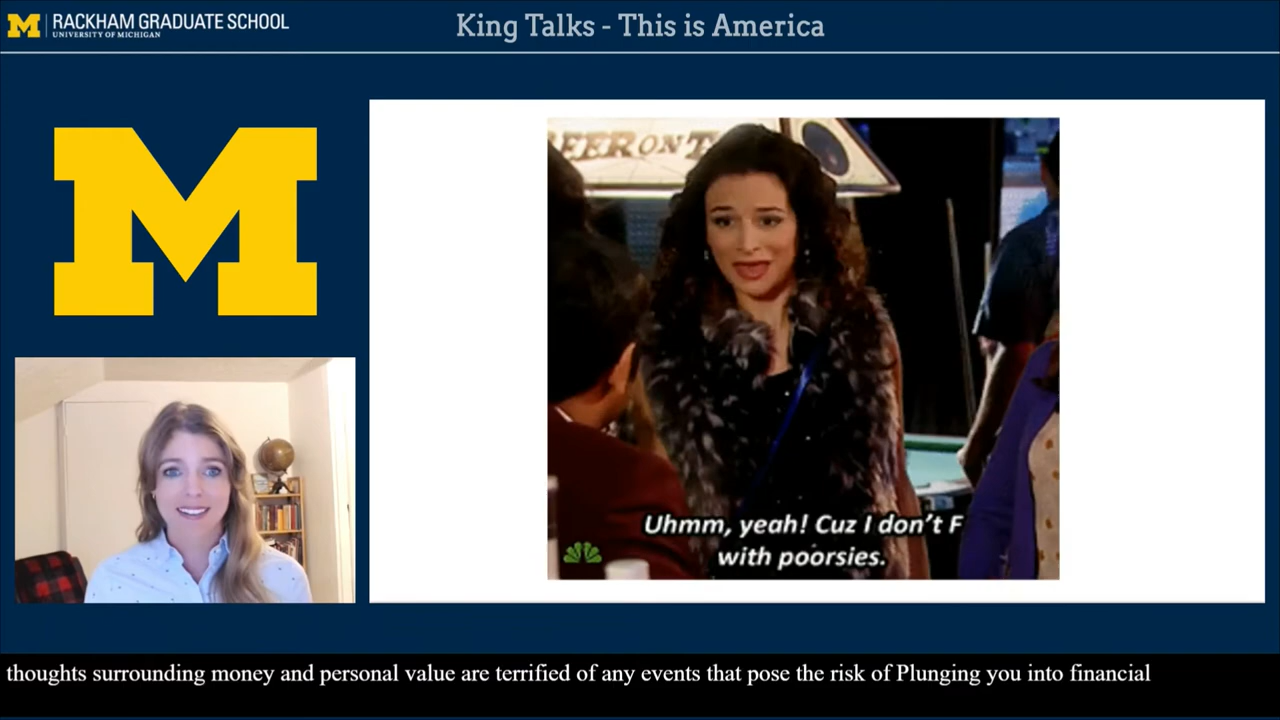 RACKHAM GRADUATE SCHOOL
UNIVERSITY OF MICHIGAN
King Talks - This is America
M
Uhmm, yeah! Cuz I don't F
with poorsies.
thoughts surrounding money and personal value are terrified of any events that pose the risk of Plunging you into financial